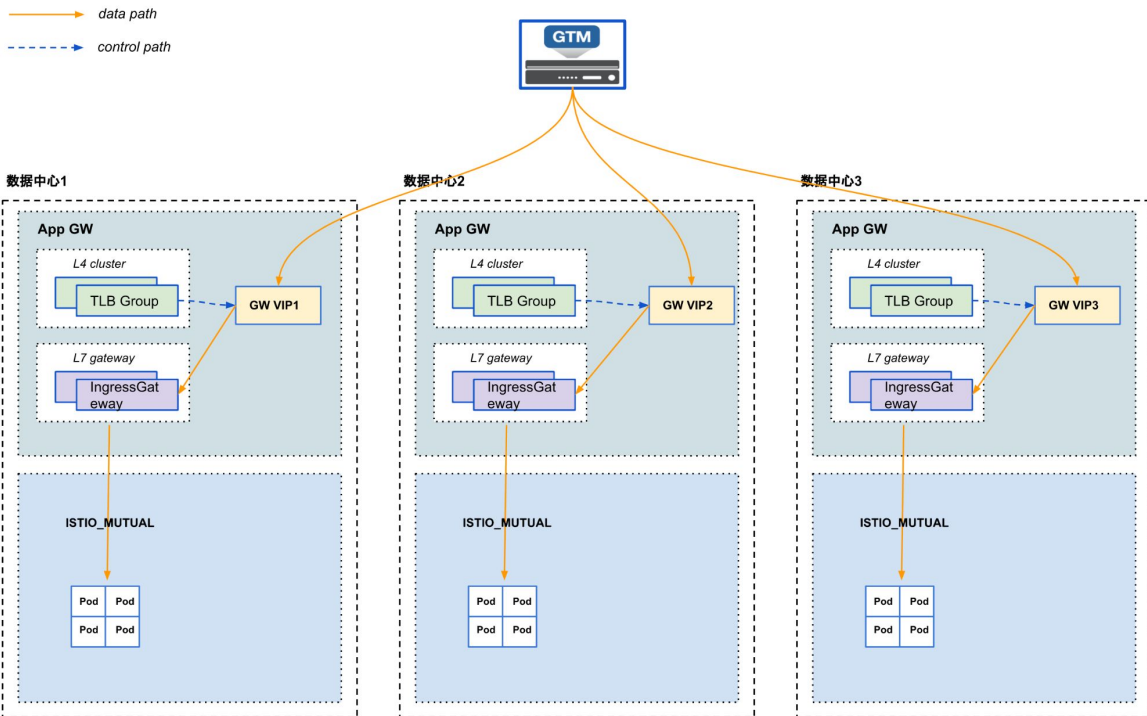 data path
control path
GTM
数据中心1
数据中心2
数据中心3
App GW
L4 cluster
TLB Group
GW VIP1
L7 gateway
IngressGat
eway
ISTIO_MUTUAL
Pod Pod
Pod Pod
App GW
L4 cluster
TLB Group
GW VIP2
L7 gateway
IngressGat
eway
ISTIO_MUTUAL
Pod Pod
Pod Pod
App GW
L4 cluster
TLB Group
GW VIP3
L7 gateway
IngressGat
eway
ISTIO_MUTUAL
Pod Pod
Pod Pod